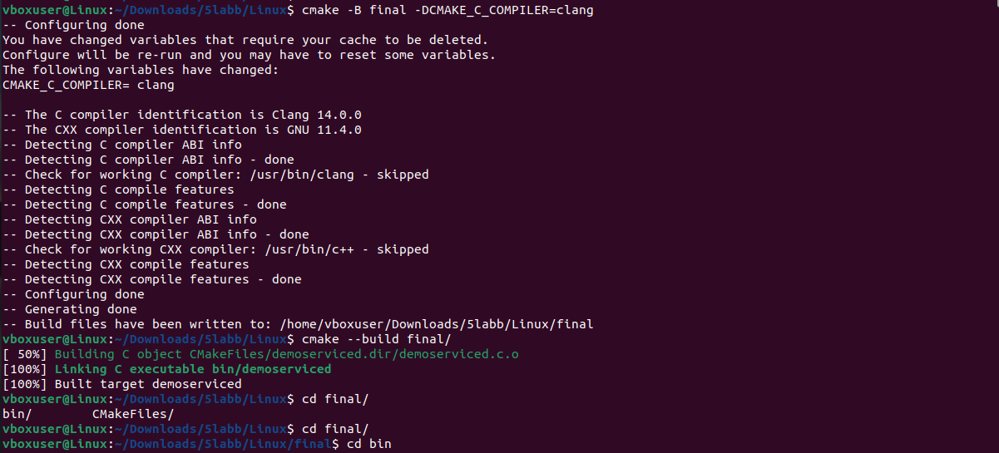 vboxuser@Linux:~/Downloads/5labb/Linux$ cmake -B final -DCMAKE_C_COMPILER=clang
-- Configuring done
You have changed variables that require your cache to be deleted.
Configure will be re-run and you may have to reset some variables.
The following variables have changed:
CMAKE_C_COMPILER= clang

-- The C compiler identification is Clang 14.0.0
-- The CXX compiler identification is GNU 11.4.0
-- Detecting C compiler ABI info
-- Detecting C compiler ABI info - done
-- Check for working C compiler: /usr/bin/clang - skipped
-- Detecting C compile features
-- Detecting C compile features - done
-- Detecting CXX compiler ABI info
-- Detecting CXX compiler ABI info - done
-- Check for working CXX compiler: /usr/bin/c++ - skipped
-- Detecting CXX compile features
-- Detecting CXX compile features - done
-- Configuring done
-- Generating done
-- Build files have been written to: /home/vboxuser/Downloads/5labb/Linux/final
vboxuser@Linux:~/Downloads/5labb/Linux$ cmake --build final/
[ 50%] Building C object CMakeFiles/demoserviced.dir/demoserviced.c.o
[100%] Linking C executable bin/demoserviced
[100%] Built target demoserviced
vboxuser@Linux:~/Downloads/5labb/Linux$ cd final/
bin/        CMakeFiles/
vboxuser@Linux:~/Downloads/5labb/Linux$ cd final/
vboxuser@Linux:~/Downloads/5labb/Linux/final$ cd bin